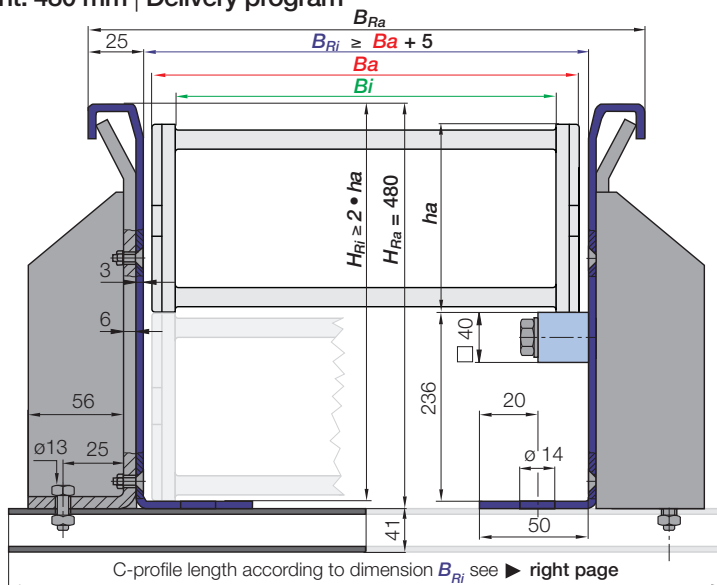 480 mm | Delivery program
B_Ra
25
B_Ri ≥ Ba + 5
Ba
Bi
H_Ri ≥ 2 • ha
H_Ra = 480
ha
3
6
□ 40
236
56
20
ø13
25
ø 14
50
41
C-profile length according to dimension B_Ri see ► right page